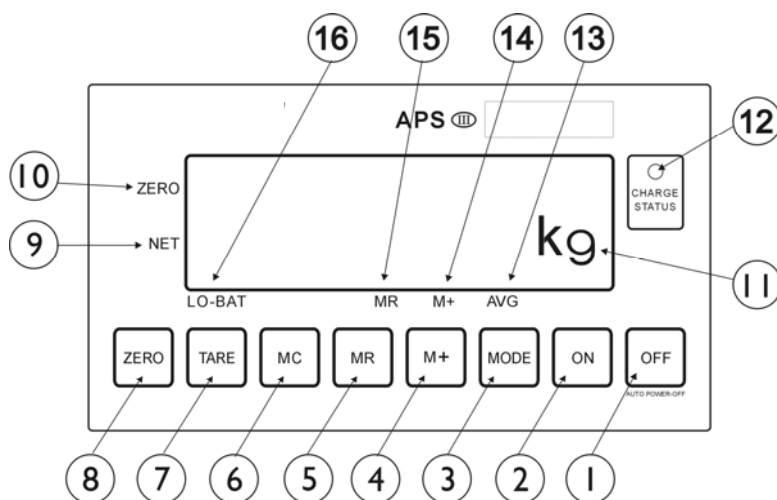 16 15 14 13
APS III
12
10 ZERO
CHARGE
STATUS
9 NET
kg
11
LO-BAT MR M+ AVG
ZERO TARE MC MR M+ MODE ON OFF
AUTO POWER-OFF
8 7 6 5 4 3 2 1